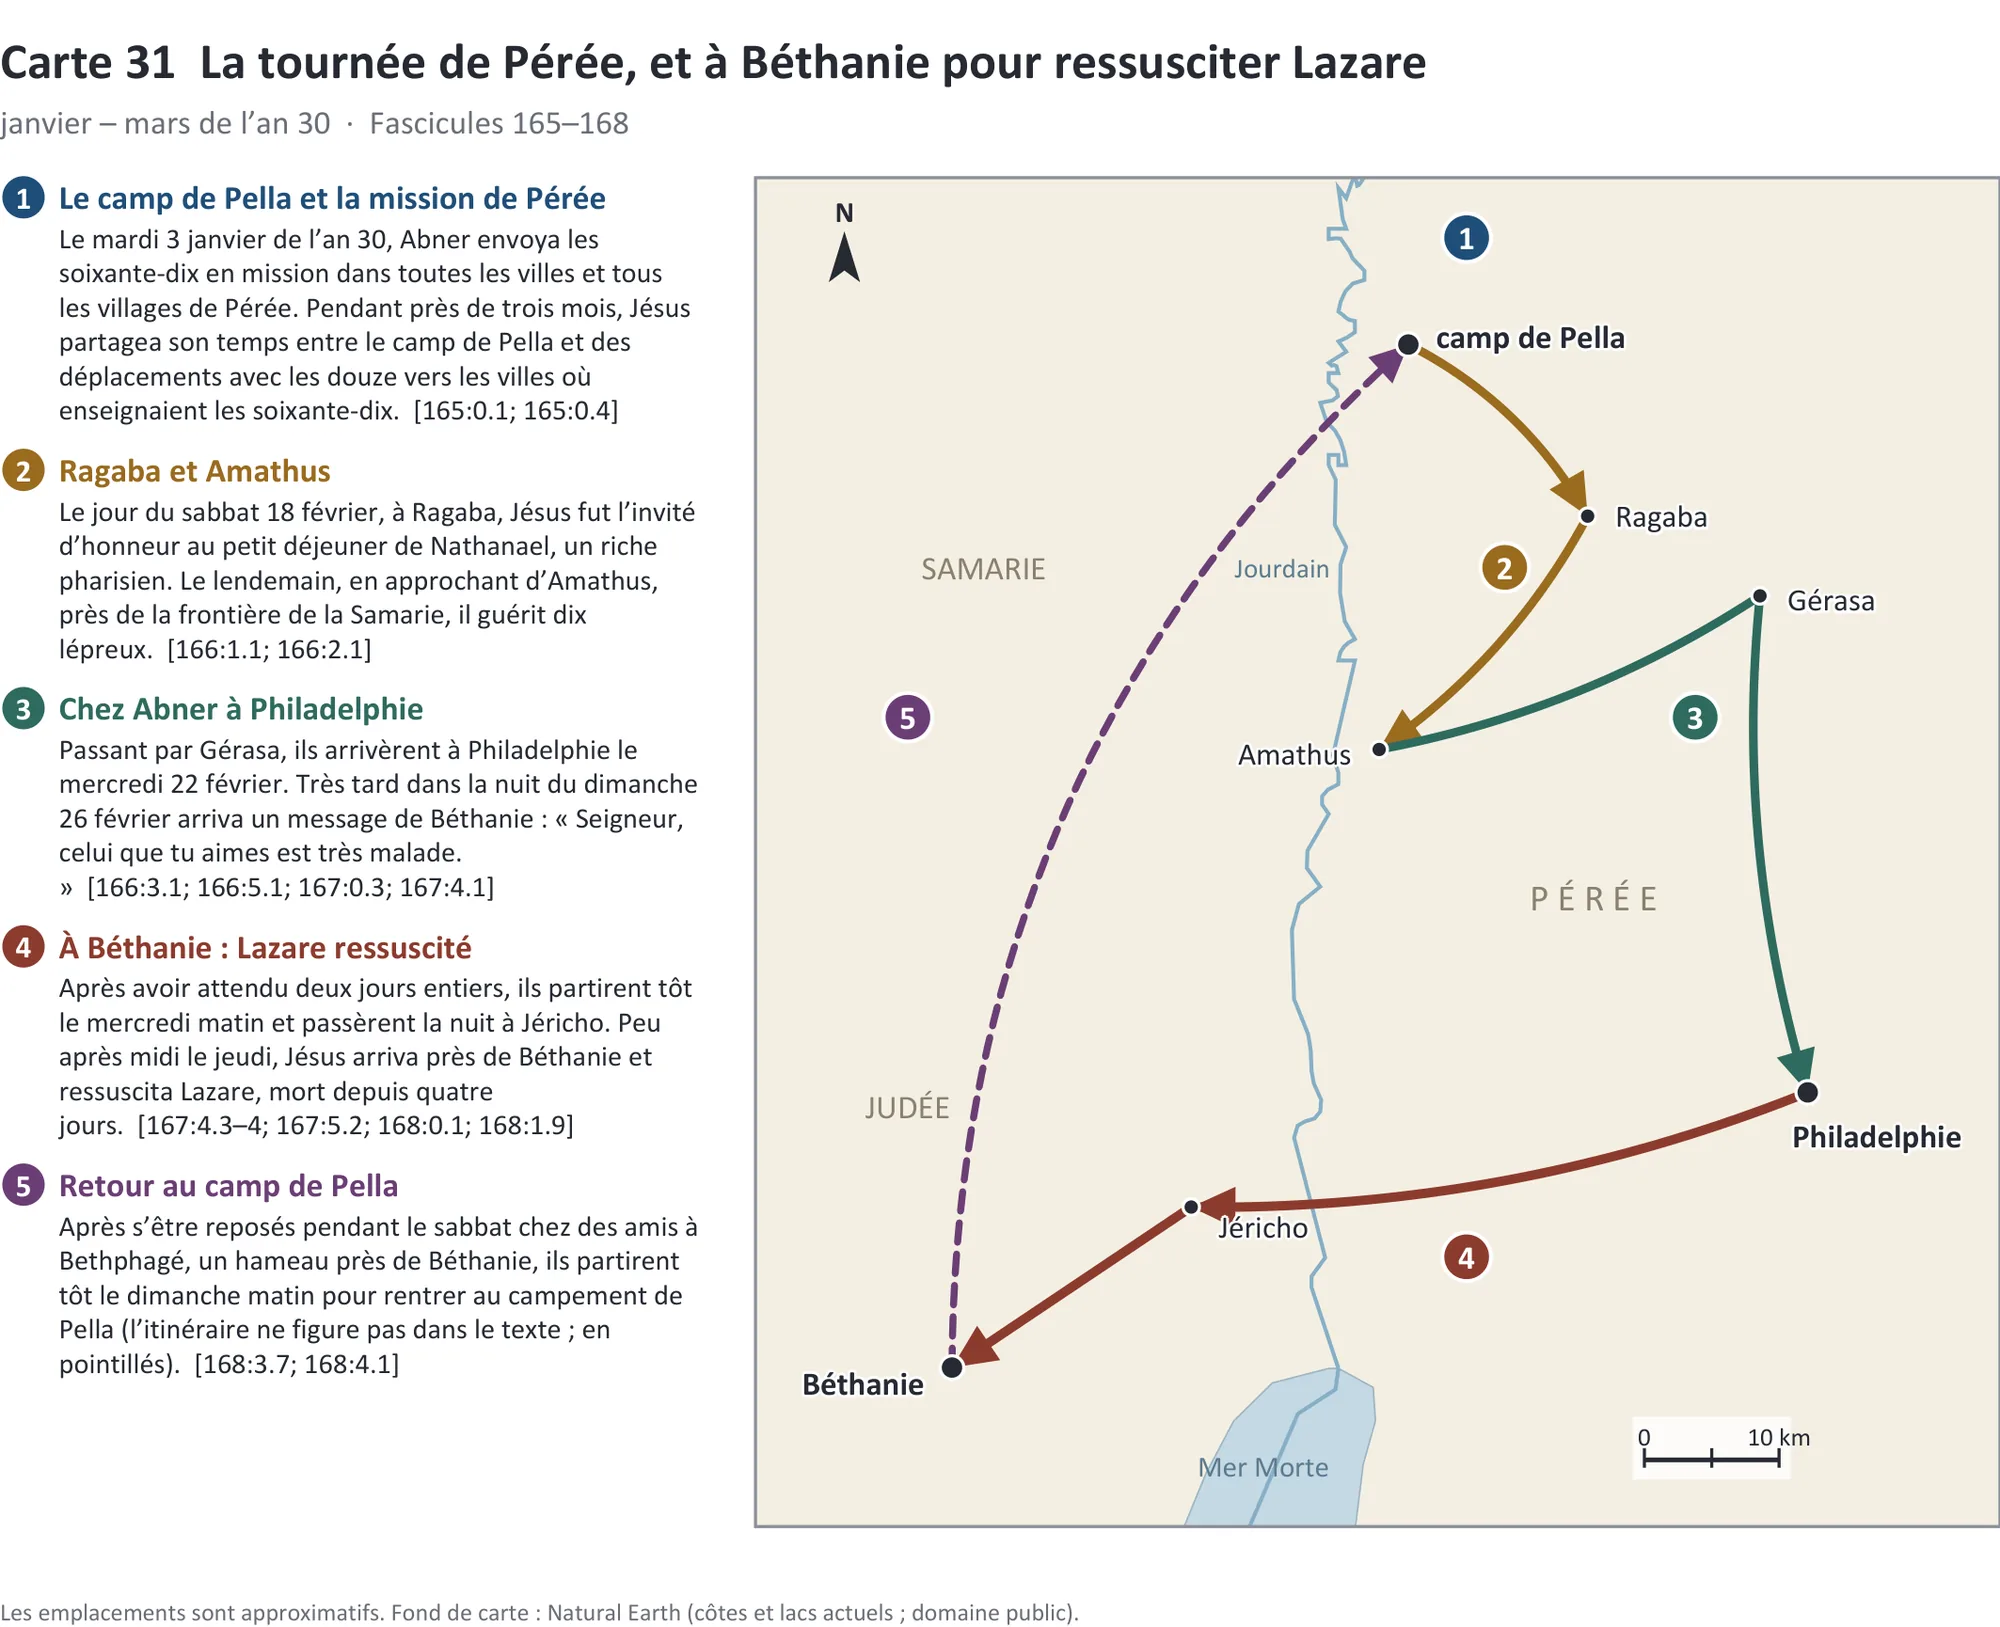 Carte 31 La tournée de Pérée, et à Béthanie pour ressusciter Lazare
janvier – mars de l’an 30 · Fascicules 165–168
1 Le camp de Pella et la mission de Pérée
Le mardi 3 janvier de l’an 30, Abner envoya les
soixante-dix en mission dans toutes les villes et tous
les villages de Pérée. Pendant près de trois mois, Jésus
partagea son temps entre le camp de Pella et des
déplacements avec les douze vers les villes où
enseignaient les soixante-dix. [165:0.1; 165:0.4]
2 Ragaba et Amathus
Le jour du sabbat 18 février, à Ragaba, Jésus fut l’invité
d’honneur au petit déjeuner de Nathanael, un riche
pharisien. Le lendemain, en approchant d’Amathus,
près de la frontière de la Samarie, il guérit dix
lépreux. [166:1.1; 166:2.1]
3 Chez Abner à Philadelphie
Passant par Gérasa, ils arrivèrent à Philadelphie le
mercredi 22 février. Très tard dans la nuit du dimanche
26 février arriva un message de Béthanie : « Seigneur,
celui que tu aimes est très malade.
» [166:3.1; 166:5.1; 167:0.3; 167:4.1]
4 À Béthanie : Lazare ressuscité
Après avoir attendu deux jours entiers, ils partirent tôt
le mercredi matin et passèrent la nuit à Jéricho. Peu
après midi le jeudi, Jésus arriva près de Béthanie et
ressuscita Lazare, mort depuis quatre
jours. [167:4.3–4; 167:5.2; 168:0.1; 168:1.9]
5 Retour au camp de Pella
Après s’être reposés pendant le sabbat chez des amis à
Bethphagé, un hameau près de Béthanie, ils partirent
tôt le dimanche matin pour rentrer au campement de
Pella (l’itinéraire ne figure pas dans le texte ; en
pointillés). [168:3.7; 168:4.1]
N
1
camp de Pella
Ragaba
SAMARIE
Jourdain
2
Gérasa
5
3
Amathus
PÉRÉE
JUDÉE
Philadelphie
Jéricho
4
Béthanie
0 10 km
Mer Morte
Les emplacements sont approximatifs. Fond de carte : Natural Earth (côtes et lacs actuels ; domaine public).